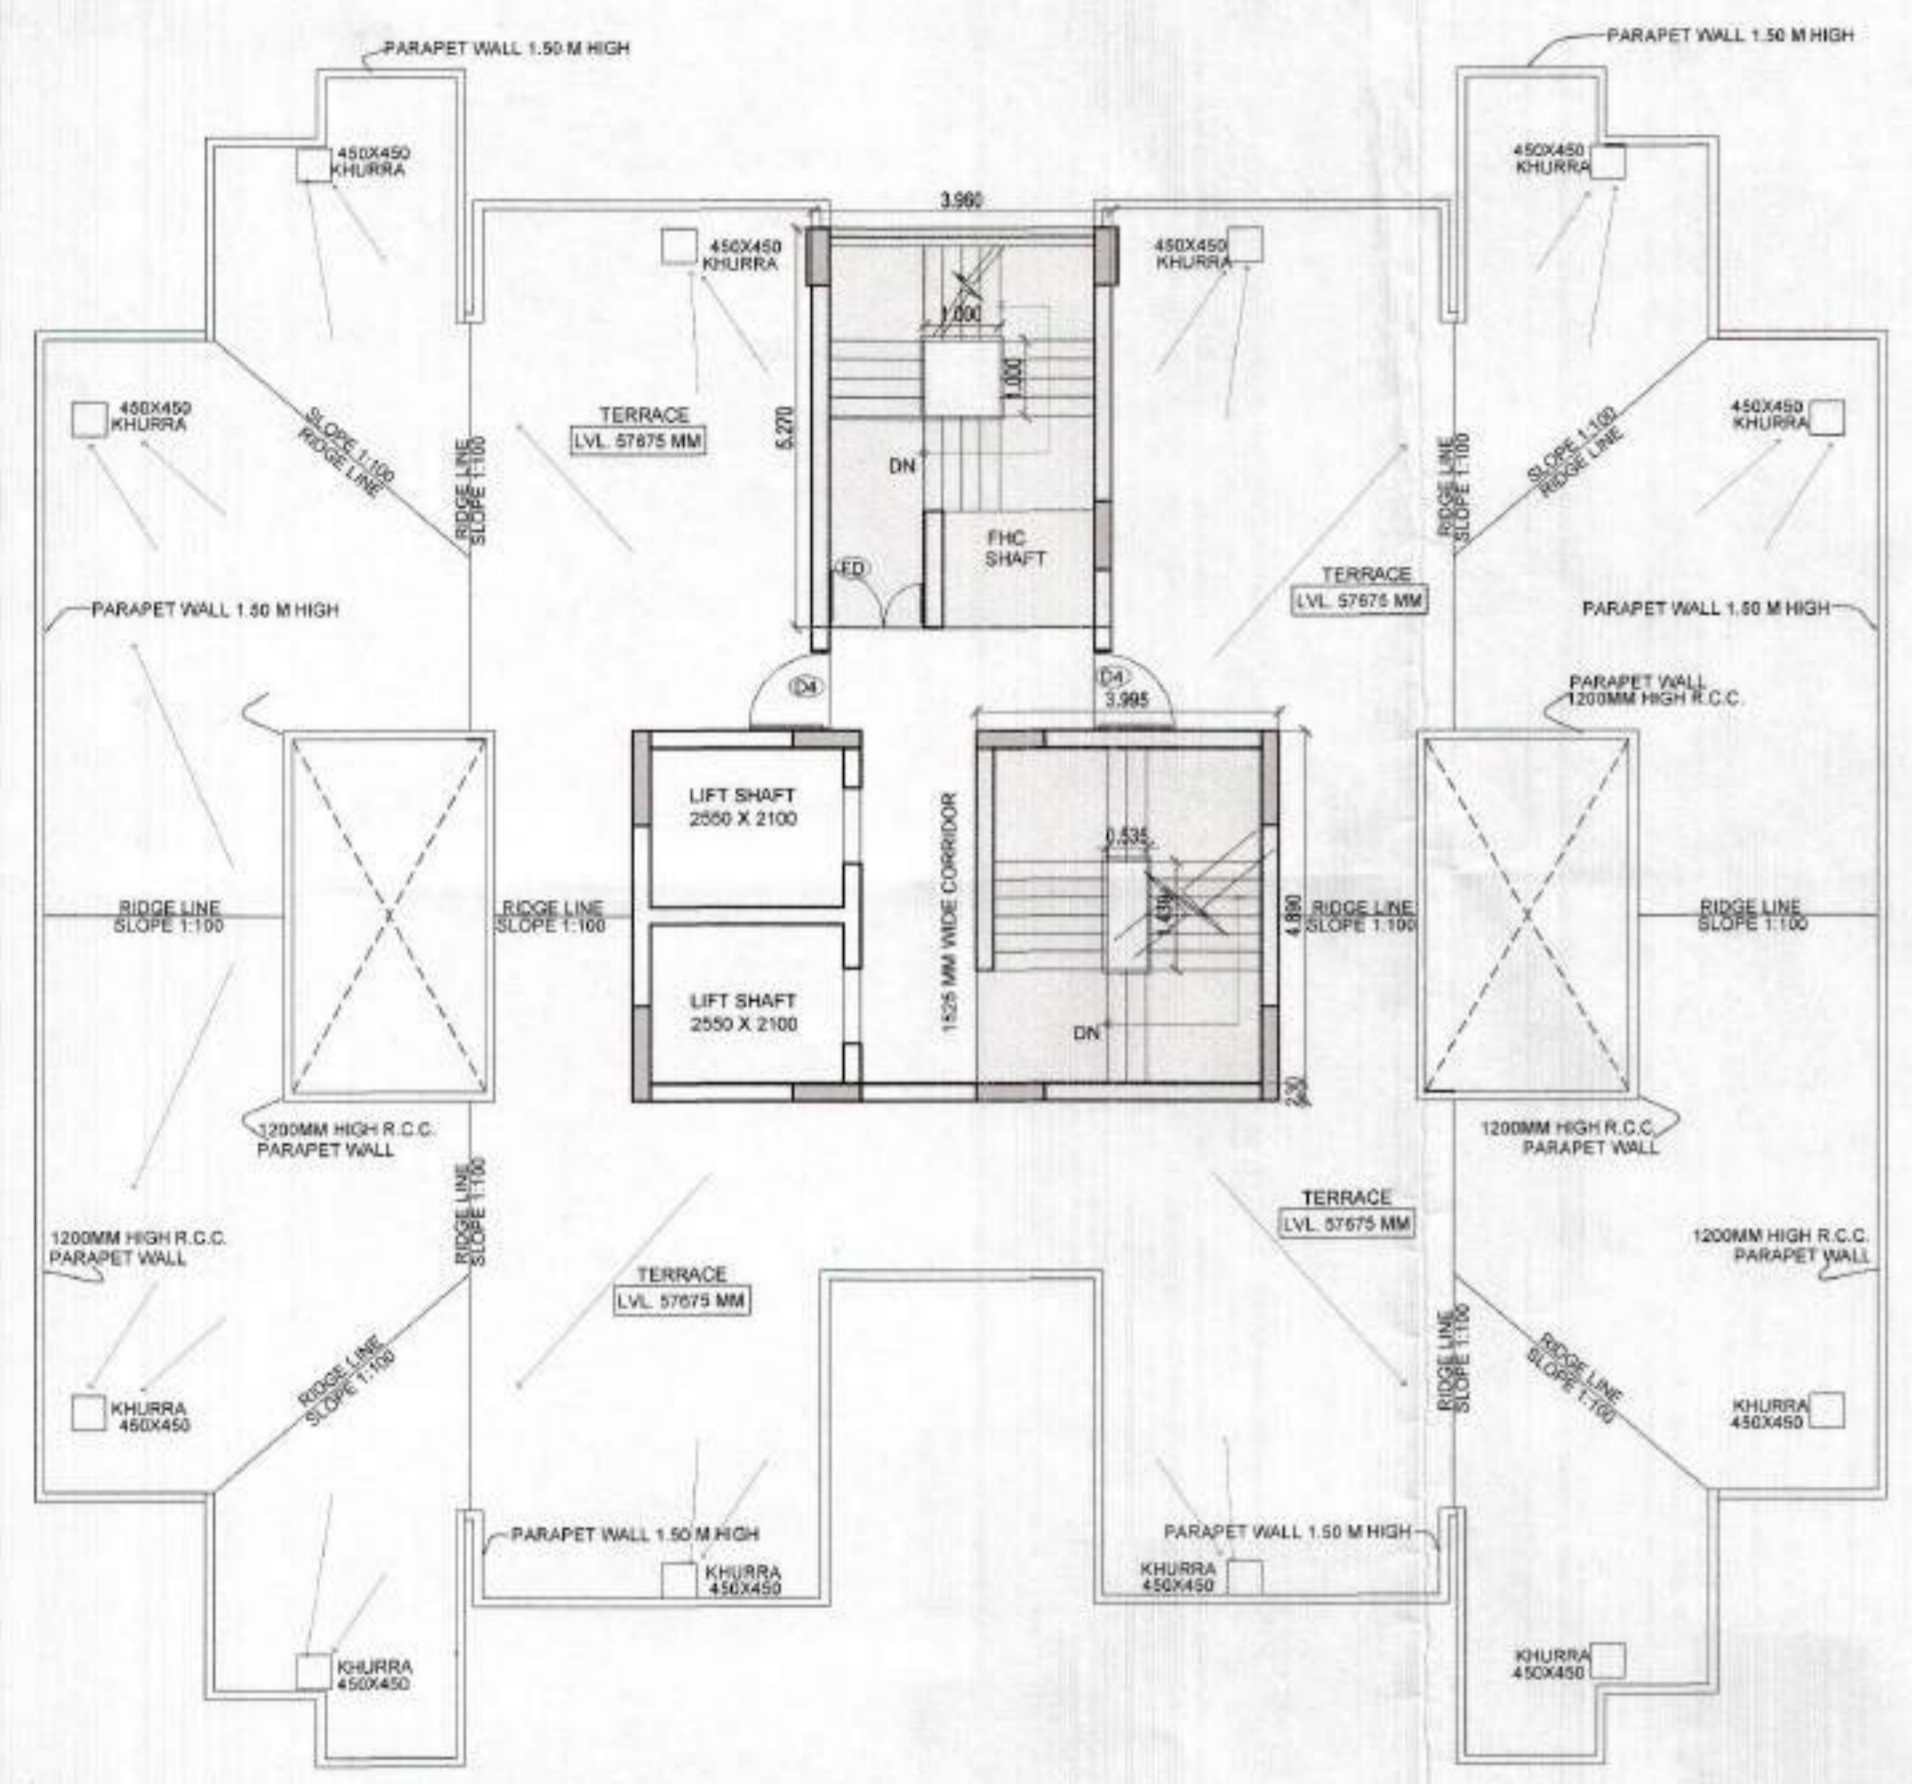 PARAPET WALL 1.50 M HIGH
PARAPET WALL 1.50 M HIGH
450X450
KHURRA
450X450
KHURRA
3.960
450X450
KHURRA
450X450
KHURRA
1.000
1.000
450X450
KHURRA
TERRACE
LVL. 57675 MM
5.270
DN
450X450
KHURRA
SLOPE 1:100
RIDGE LINE
RIDGE LINE
SLOPE 1:100
RIDGE LINE
SLOPE 1:100
SLOPE 1:100
RIDGE LINE
FHC
SHAFT
FD
TERRACE
LVL. 57675 MM
PARAPET WALL 1.50 M HIGH
PARAPET WALL 1.50 M HIGH
D4
D4
3.995
PARAPET WALL
1200MM HIGH R.C.C.
LIFT SHAFT
2550 X 2100
1525 MM WIDE CORRIDOR
0.535
4.890
RIDGE LINE
SLOPE 1:100
RIDGE LINE
SLOPE 1:100
RIDGE LINE
SLOPE 1:100
RIDGE LINE
SLOPE 1:100
LIFT SHAFT
2550 X 2100
DN
230
1200MM HIGH R.C.C.
PARAPET WALL
1200MM HIGH R.C.C.
PARAPET WALL
RIDGE LINE
SLOPE 1:100
TERRACE
LVL. 57675 MM
1200MM HIGH R.C.C.
PARAPET WALL
1200MM HIGH R.C.C.
PARAPET WALL
TERRACE
LVL. 57675 MM
RIDGE LINE
SLOPE 1:100
RIDGE LINE
SLOPE 1:100
RIDGE LINE
SLOPE 1:100
KHURRA
450X450
KHURRA
450X450
PARAPET WALL 1.50 M HIGH
PARAPET WALL 1.50 M HIGH
KHURRA
450X450
KHURRA
450X450
KHURRA
450X450
KHURRA
450X450